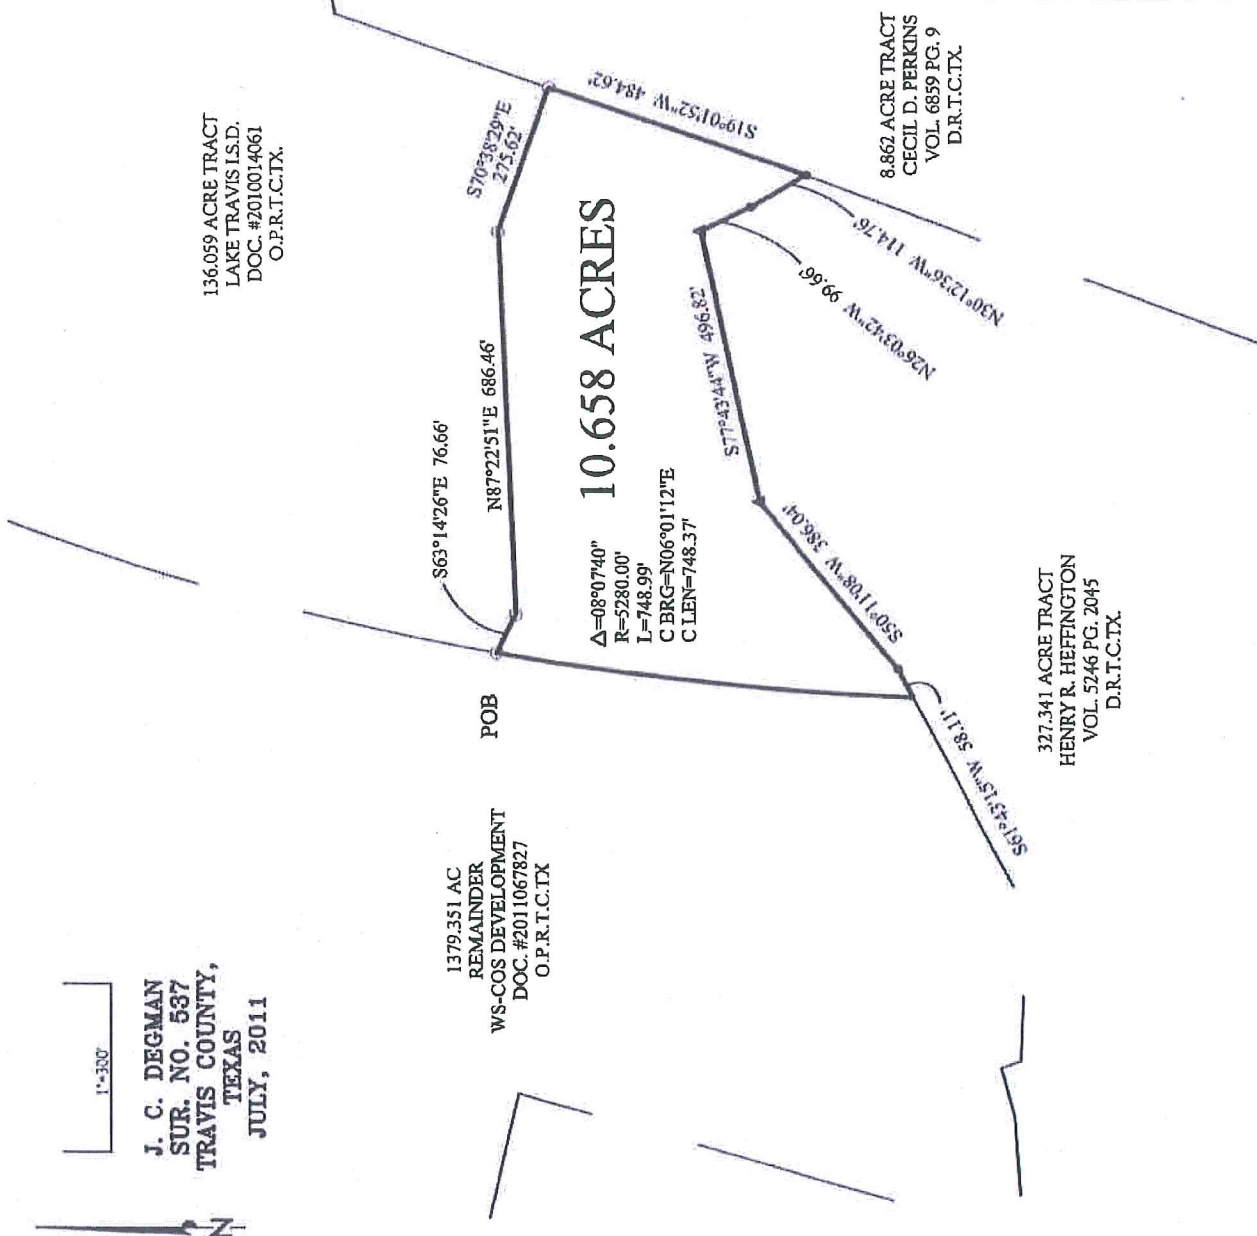 1"=300'
J. C. DEGMAN
SUR. NO. 537
TRAVIS COUNTY,
TEXAS
JULY, 2011
N
136.059 ACRE TRACT
LAKE TRAVIS I.S.D.
DOC. #2010014061
O.P.R.T.C.TX.
S63°14'26"E 76.66'
N87°22'51"E 686.46'
S70°38'29"E
275.62'
S19°01'52"W 484.62'
POB
10.658 ACRES
Δ=08°07'40"
R=5280.00'
L=748.99'
C BRG=N06°01'12"E
C LEN=748.37'
1379.351 AC
REMAINDER
WS-COS DEVELOPMENT
DOC. #2011067827
O.P.R.T.C.TX
S77°43'44"W 496.82'
S50°11'08"W 386.04'
S61°43'15"W 58.11'
N26°03'42"W 99.66'
N30°12'36"W 114.76'
8.862 ACRE TRACT
CECIL D. PERKINS
VOL. 6859 PG. 9
D.R.T.C.TX.
327.341 ACRE TRACT
HENRY R. HEFFINGTON
VOL. 5246 PG. 2045
D.R.T.C.TX.